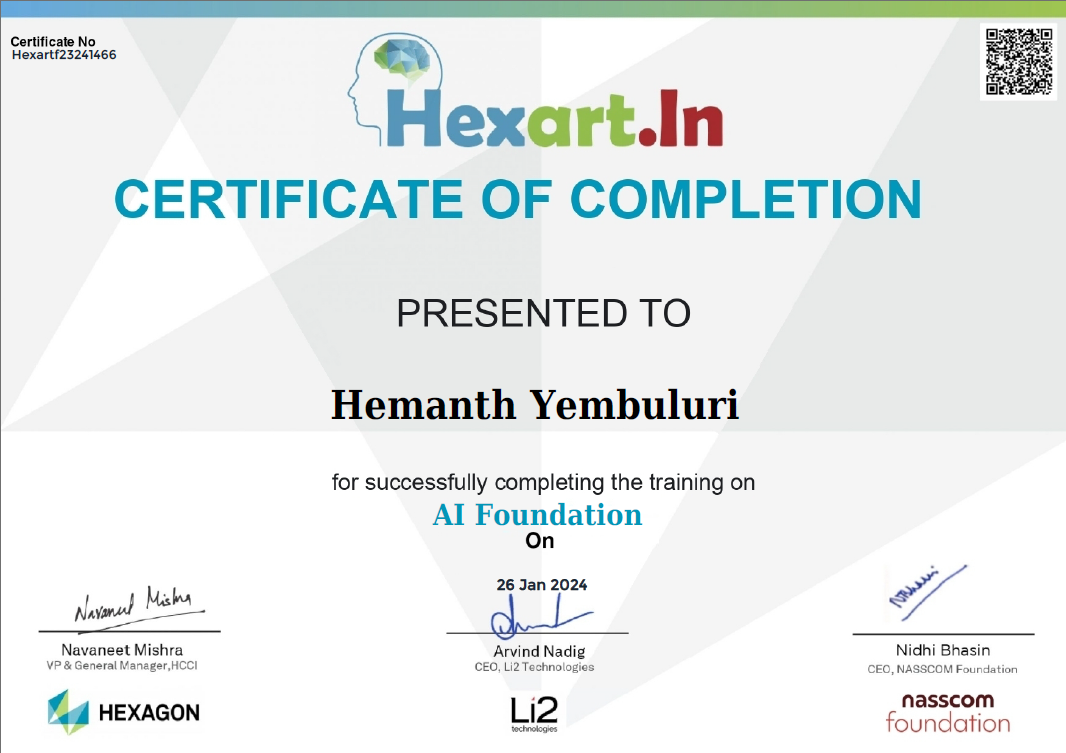 Certificate No
Hexartf23241466
Hexart.In
CERTIFICATE OF COMPLETION
PRESENTED TO
Hemanth Yembuluri
for successfully completing the training on
AI Foundation
On
26 Jan 2024
Navaneet Mishra
Navaneet Mishra
VP & General Manager,HCCI
HEXAGON
Arvind Nadig
CEO, Li2 Technologies
Li2
technologies
Nidhi Bhasin
CEO, NASSCOM Foundation
nasscom
foundation